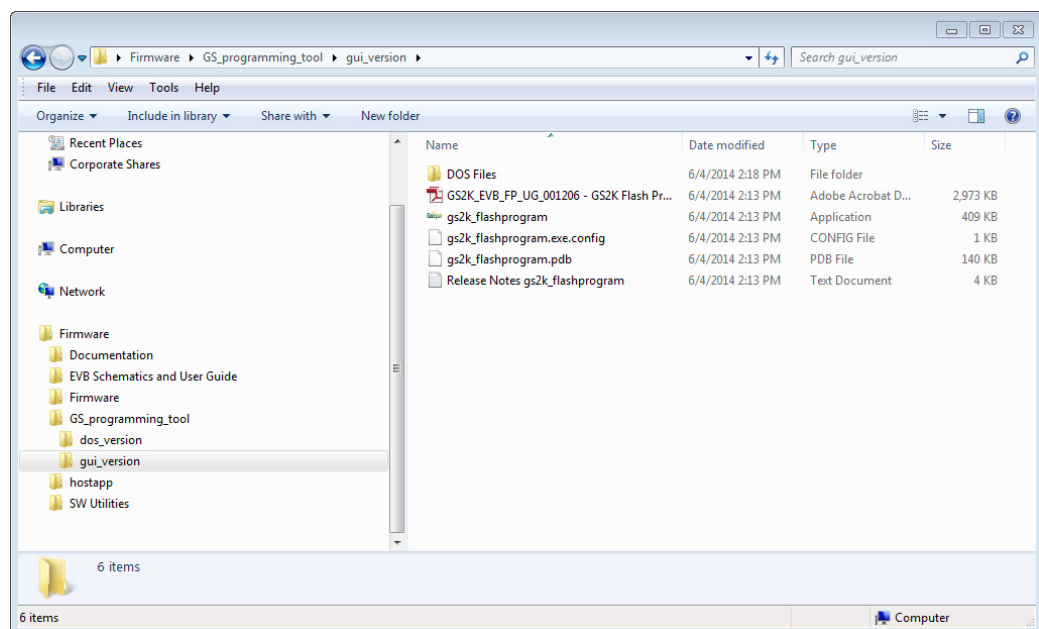 Firmware GS_programming_tool gui_version
Search gui_version
File Edit View Tools Help
Organize Include in library Share with New folder
Recent Places
Corporate Shares
Libraries
Computer
Network
Firmware
Documentation
EVB Schematics and User Guide
Firmware
GS_programming_tool
dos_version
gui_version
hostapp
SW Utilities
Name Date modified Type Size
DOS Files 6/4/2014 2:18 PM File folder
GS2K_EVB_FP_UG_001206 - GS2K Flash Pr... 6/4/2014 2:13 PM Adobe Acrobat D... 2,973 KB
gs2k_flashprogram 6/4/2014 2:13 PM Application 409 KB
gs2k_flashprogram.exe.config 6/4/2014 2:13 PM CONFIG File 1 KB
gs2k_flashprogram.pdb 6/4/2014 2:13 PM PDB File 140 KB
Release Notes gs2k_flashprogram 6/4/2014 2:13 PM Text Document 4 KB
6 items
6 items Computer